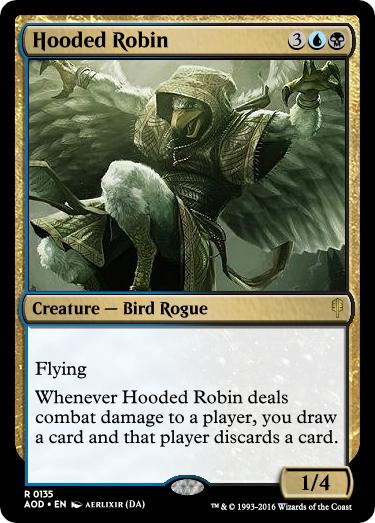 Hooded Robin 3
Creature — Bird Rogue
Flying
Whenever Hooded Robin deals
combat damage to a player, you draw
a card and that player discards a card.
1/4
R 0135
AOD • EN AERLIXIR (DA)
™ & © 1993-2016 Wizards of the Coast